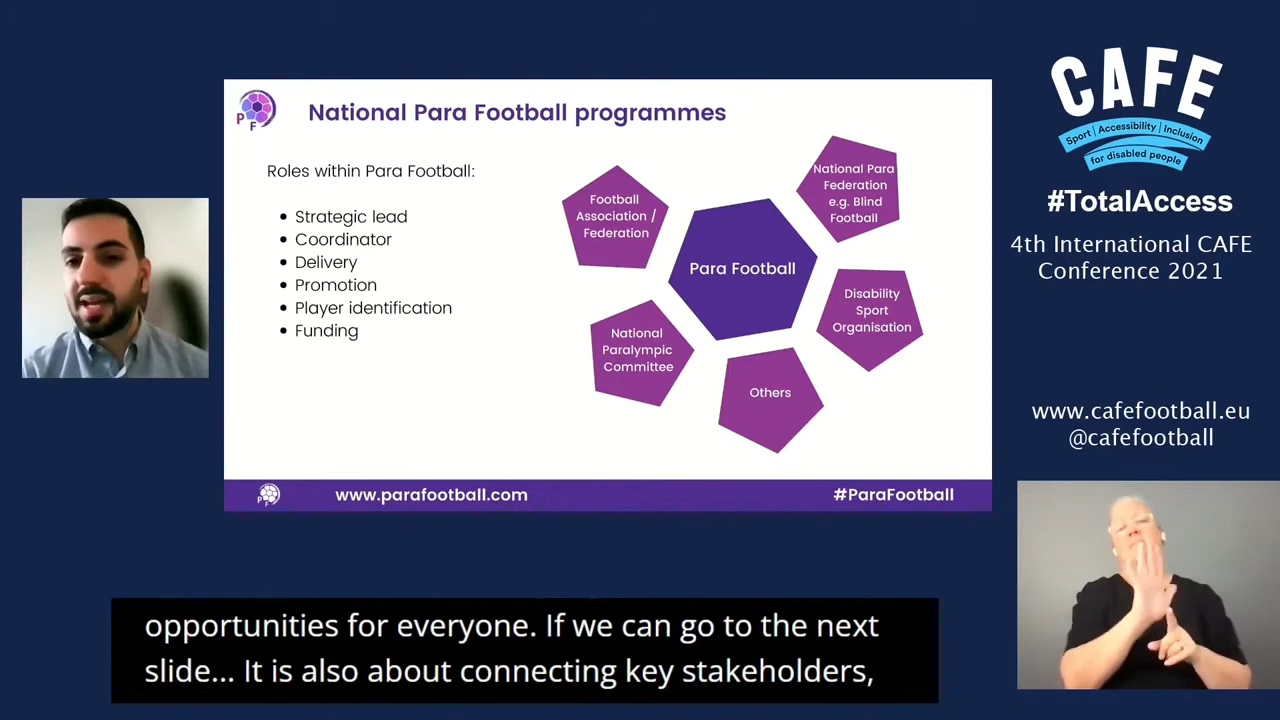 National Para Football programmes
P
F
Roles within Para Football:
Strategic lead
Coordinator
Delivery
Promotion
Player identification
Funding
Football
Association /
Federation
National Para
Federation
e.g. Blind
Football
Para Football
Disability
Sport
Organisation
National
Paralympic
Committee
Others
P
F
www.parafootball.com
#ParaFootball
CAFE
Sport | Accessibility | Inclusion
for disabled people
#TotalAccess
4th International CAFE
Conference 2021
www.cafefootball.eu
@cafefootball
opportunities for everyone. If we can go to the next
slide... It is also about connecting key stakeholders,